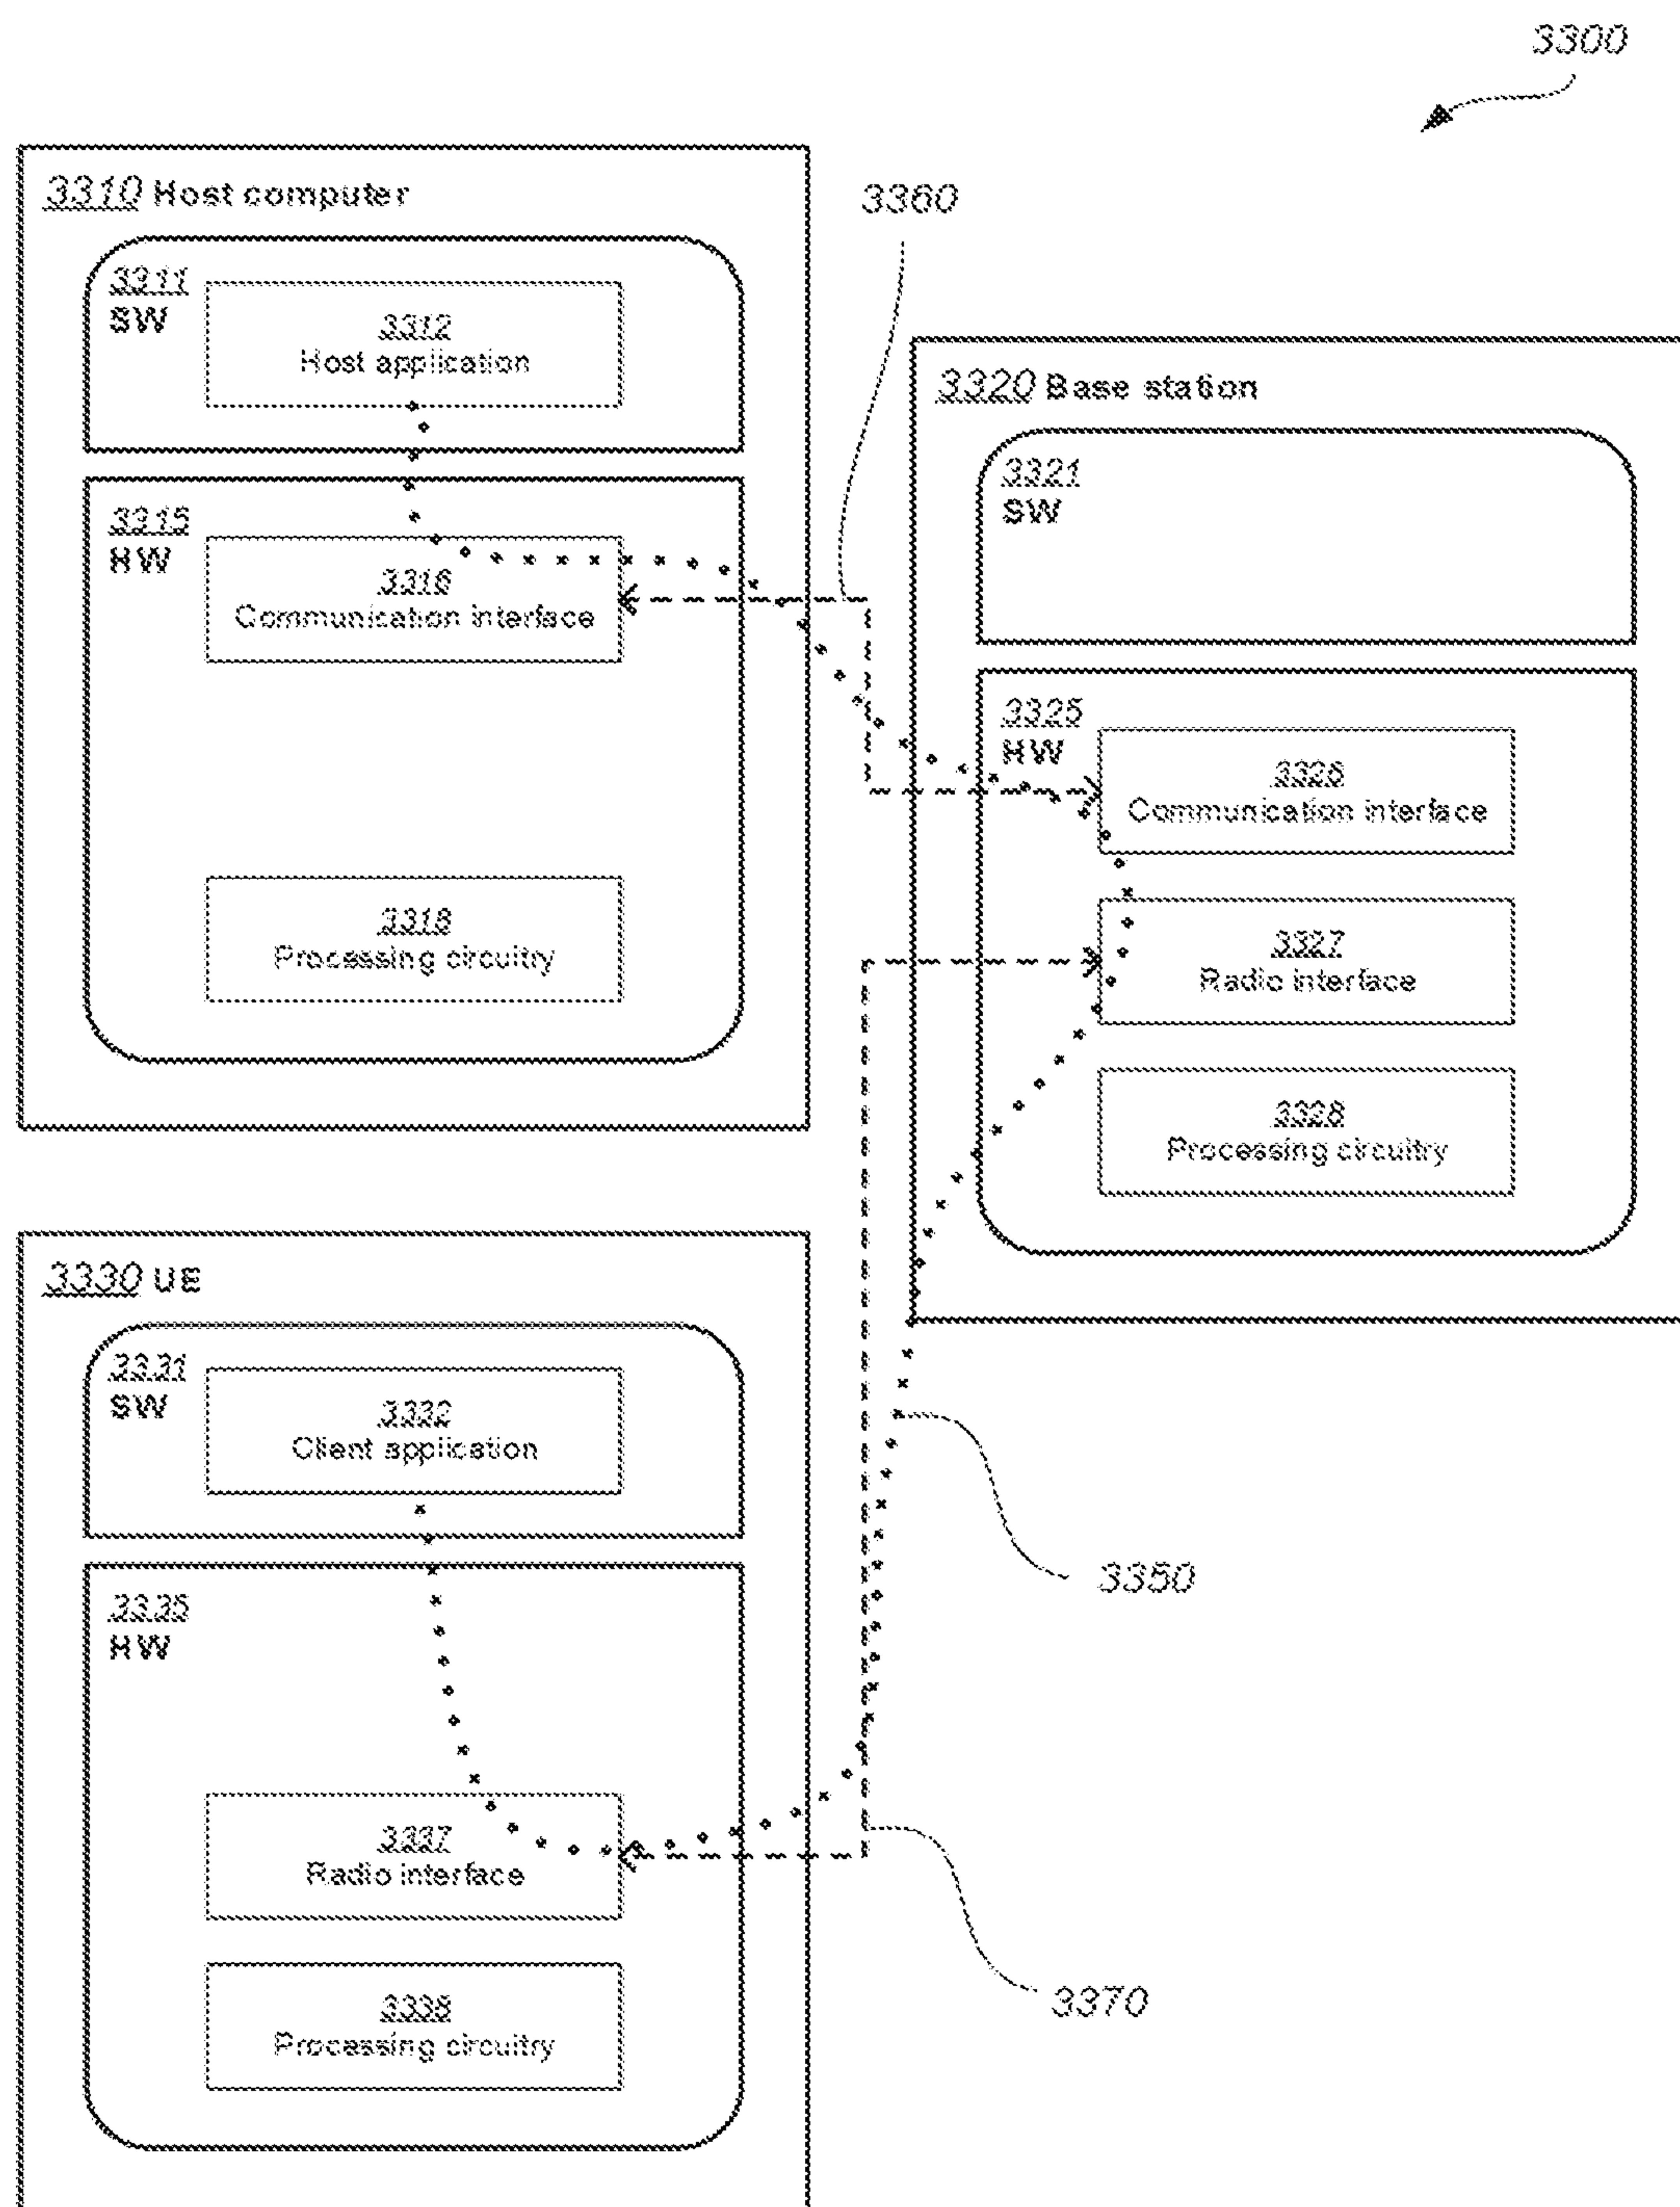 3300
3310 Host computer
3311
SW
3312
Host application
3315
HW
3316
Communication interface
3318
Processing circuitry
3360
3320 Base station
3321
SW
3325
HW
3326
Communication interface
3327
Radio interface
3328
Processing circuitry
3330 UE
3331
SW
3332
Client application
3335
HW
3337
Radio interface
3338
Processing circuitry
3350
3370